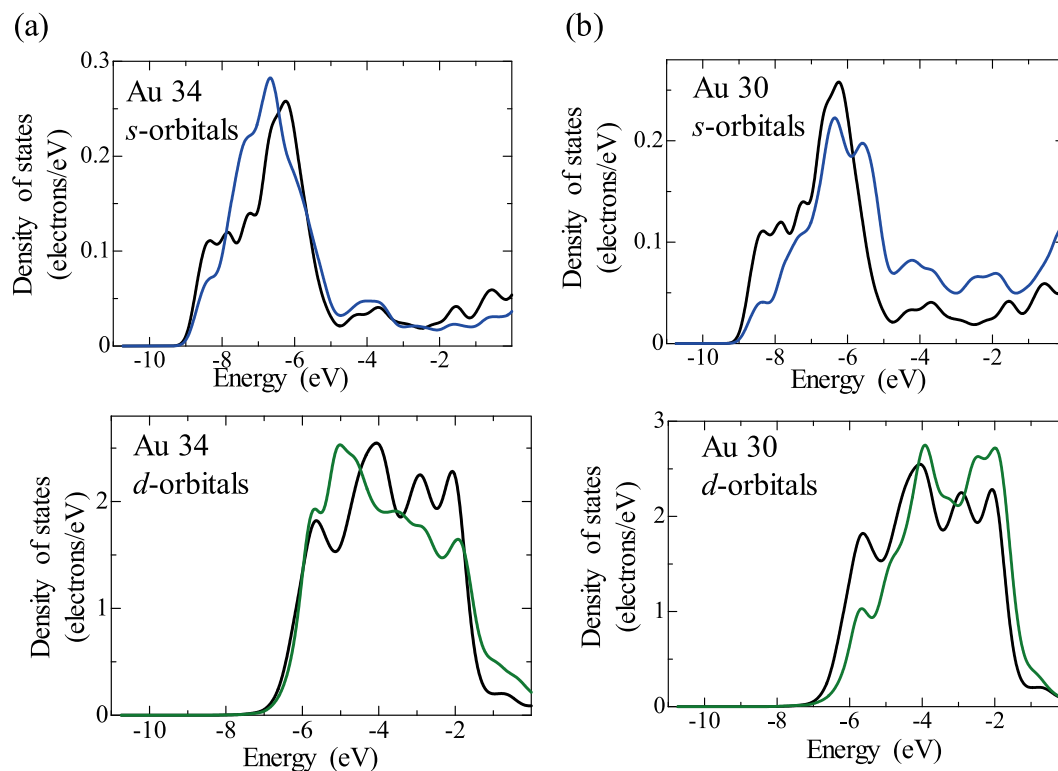 (a)
Au 34
s-orbitals
Density of states
(electrons/eV)
0.3
0.2
0.1
0
-10
-8
-6
-4
-2
Energy (eV)
(b)
Au 30
s-orbitals
Density of states
(electrons/eV)
0.2
0.1
0
-10
-8
-6
-4
-2
Energy (eV)
Au 34
d-orbitals
Density of states
(electrons/eV)
2
1
0
-10
-8
-6
-4
-2
Energy (eV)
Au 30
d-orbitals
Density of states
(electrons/eV)
3
2
1
0
-10
-8
-6
-4
-2
Energy (eV)